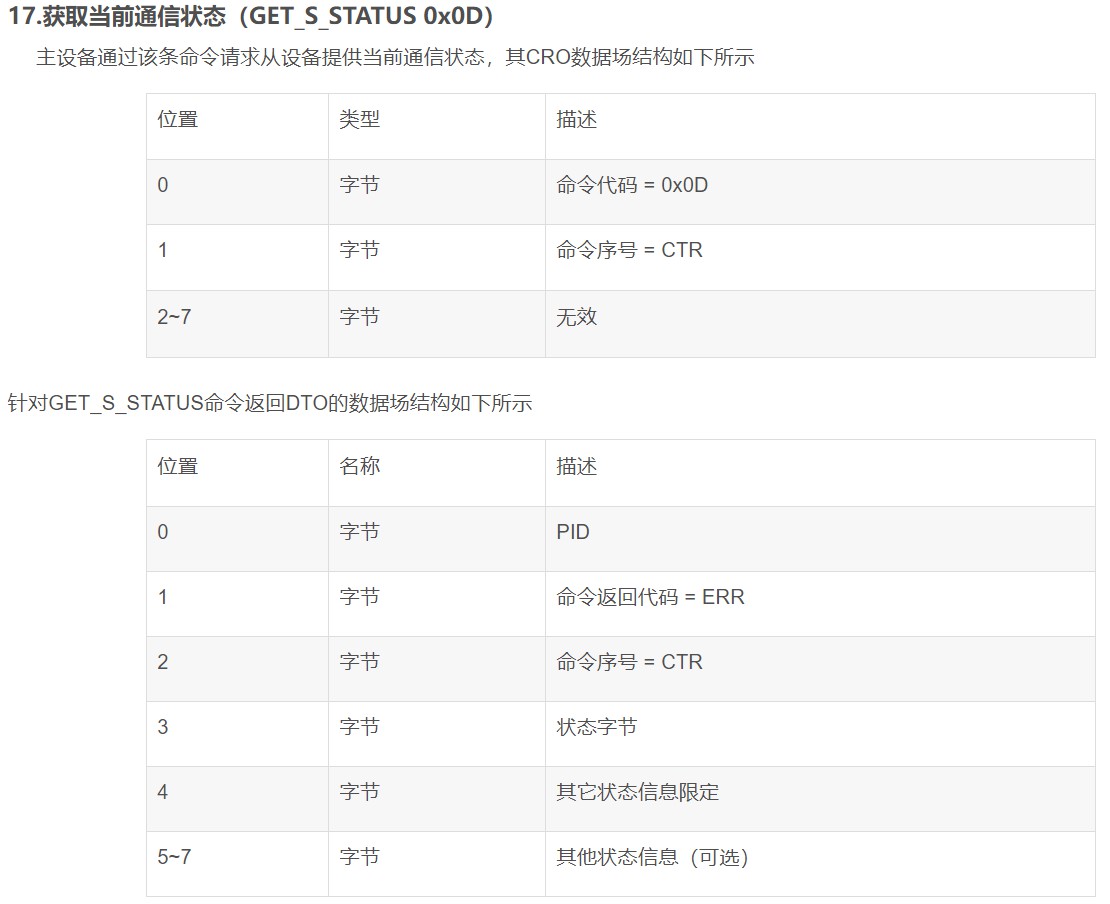 17.获取当前通信状态（GET_S_STATUS 0x0D）
主设备通过该条命令请求从设备提供当前通信状态，其CRO数据场结构如下所示
位置 类型 描述
0 字节 命令代码 = 0x0D
1 字节 命令序号 = CTR
2~7 字节 无效
针对GET_S_STATUS命令返回DTO的数据场结构如下所示
位置 名称 描述
0 字节 PID
1 字节 命令返回代码 = ERR
2 字节 命令序号 = CTR
3 字节 状态字节
4 字节 其它状态信息限定
5~7 字节 其他状态信息（可选）